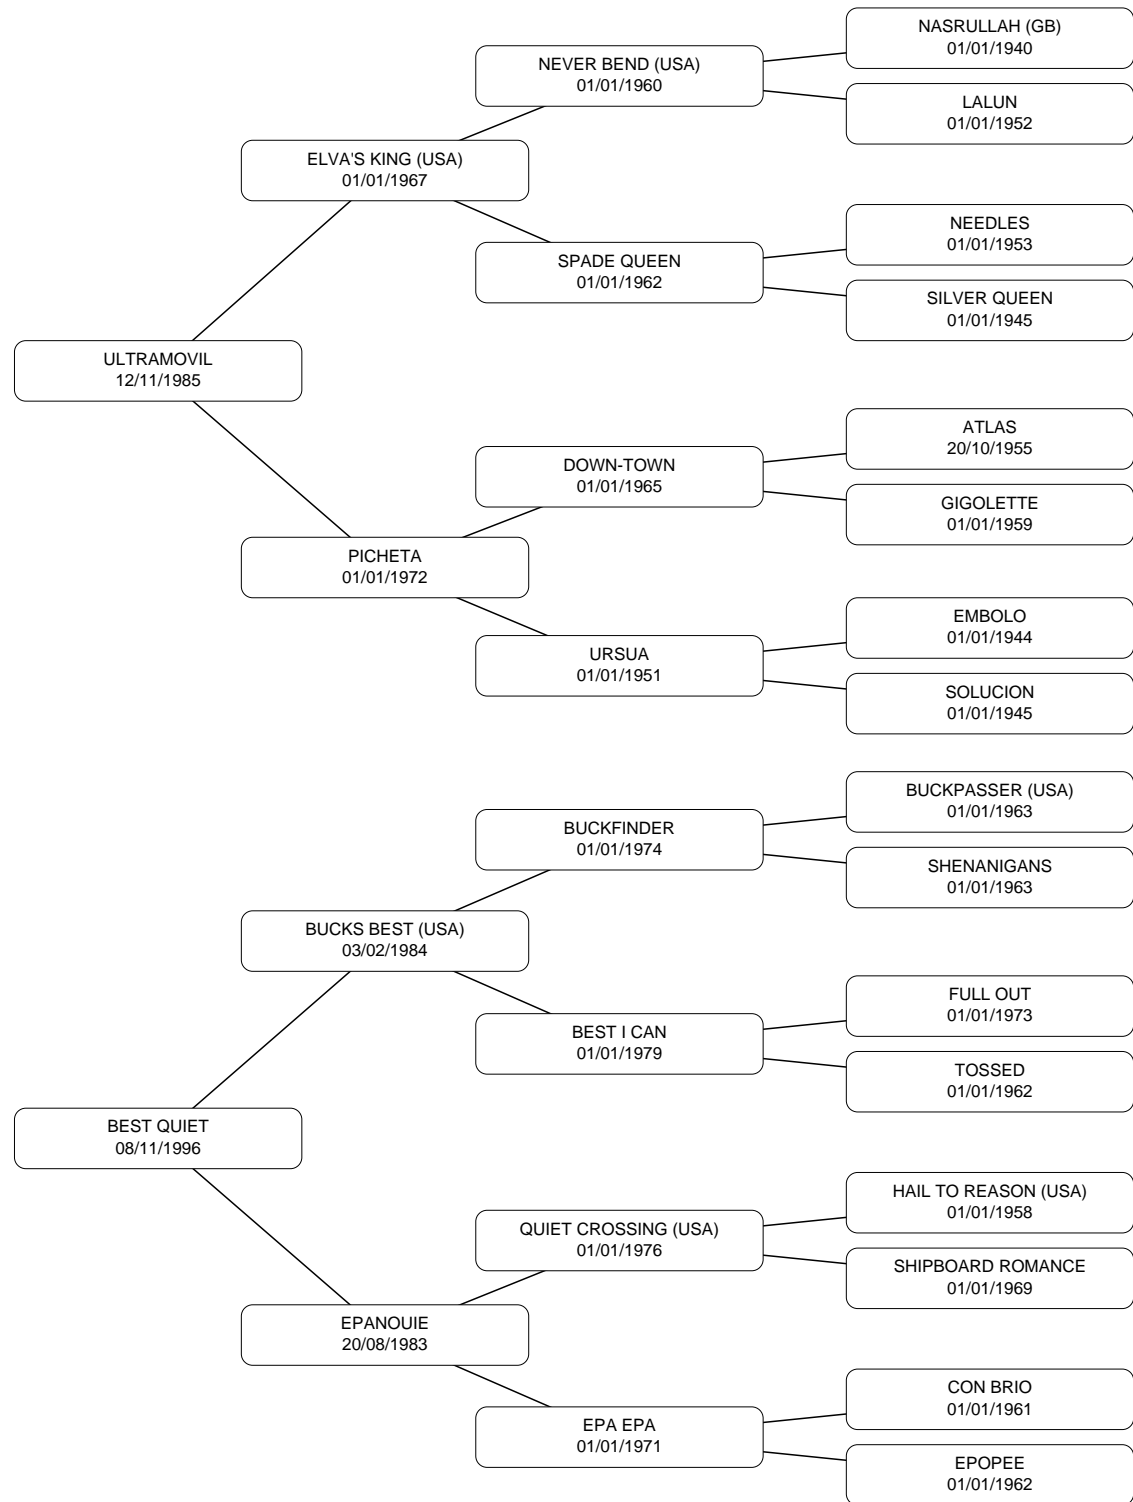 NASRULLAH (GB)
01/01/1940
NEVER BEND (USA)
01/01/1960
LALUN
01/01/1952
ELVA'S KING (USA)
01/01/1967
NEEDLES
01/01/1953
SPADE QUEEN
01/01/1962
SILVER QUEEN
01/01/1945
ULTRAMOVIL
12/11/1985
ATLAS
20/10/1955
DOWN-TOWN
01/01/1965
GIGOLETTE
01/01/1959
PICHETA
01/01/1972
EMBOLO
01/01/1944
URSUA
01/01/1951
SOLUCION
01/01/1945
BUCKPASSER (USA)
01/01/1963
BUCKFINDER
01/01/1974
SHENANIGANS
01/01/1963
BUCKS BEST (USA)
03/02/1984
FULL OUT
01/01/1973
BEST I CAN
01/01/1979
TOSSED
01/01/1962
BEST QUIET
08/11/1996
HAIL TO REASON (USA)
01/01/1958
QUIET CROSSING (USA)
01/01/1976
SHIPBOARD ROMANCE
01/01/1969
EPANOUIE
20/08/1983
CON BRIO
01/01/1961
EPA EPA
01/01/1971
EPOPEE
01/01/1962